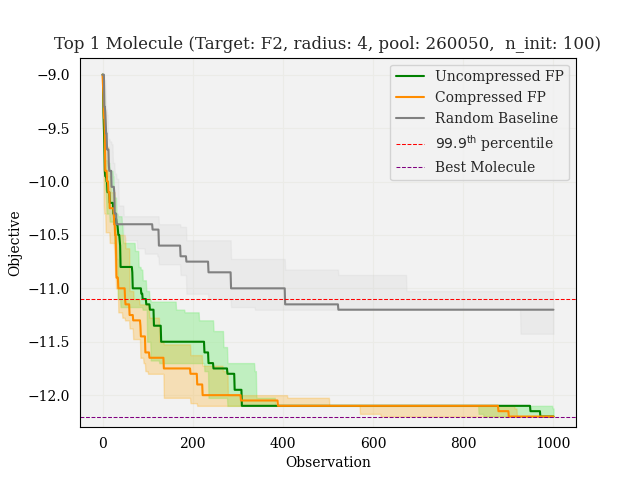 Top 1 Molecule (Target: F2, radius: 4, pool: 260050,  n_init: 100)
Uncompressed FP
Compressed FP
Random Baseline
99.9th percentile
Best Molecule
Objective
−9.0
−9.5
−10.0
−10.5
−11.0
−11.5
−12.0
0 200 400 600 800 1000
Observation